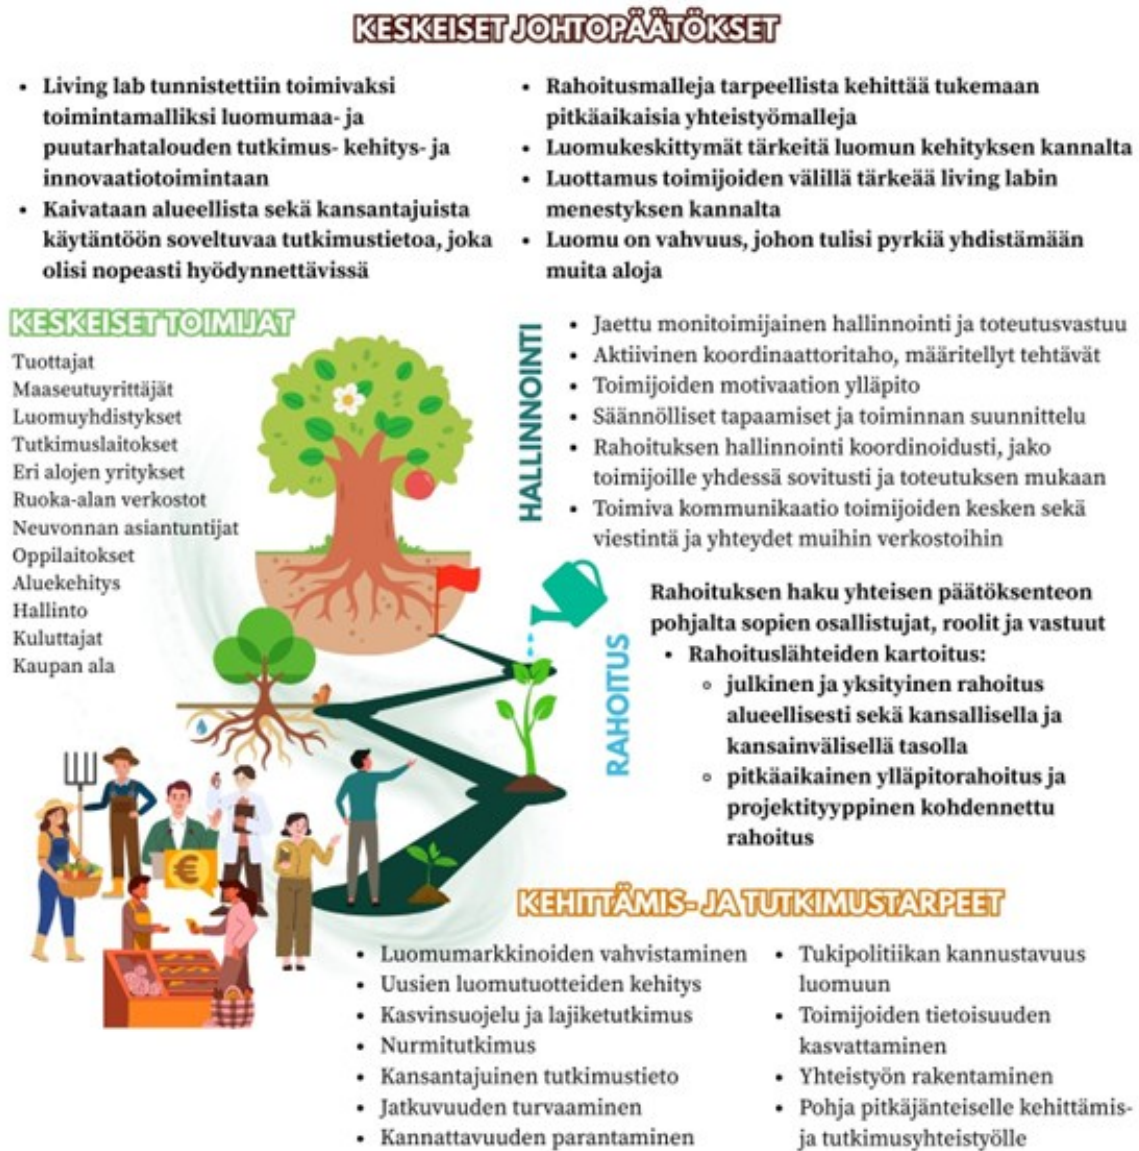 KESKEISET JOHTOPÄÄTÖKSET
• Living lab tunnistettiin toimivaksi
toimintamalliksi luomumaa- ja
puutarhatalouden tutkimus- kehitys- ja
innovaatiotoimintaan
• Kaivataan alueellista sekä kansantajuista
käytäntöön soveltuvaa tutkimustietoa, joka
olisi nopeasti hyödynnettävissä
• Rahoitusmalleja tarpeellista kehittää tukemaan
pitkäaikaisia yhteistyömalleja
• Luomukeskittymät tärkeitä luomun kehityksen kannalta
• Luottamus toimijoiden välillä tärkeää living labin
menestyksen kannalta
• Luomu on vahvuus, johon tulisi pyrkiä yhdistämään
muita aloja
KESKEISET TOIMIJAT
Tuottajat
Maaseutuyrittäjät
Luomuyhdistykset
Tutkimuslaitokset
Eri alojen yritykset
Ruoka-alan verkostot
Neuvonnan asiantuntijat
Oppilaitokset
Aluekehitys
Hallinto
Kuluttajat
Kaupan ala
HALLINNOINTI
• Jaettu monitoimijainen hallinnointi ja toteutusvastuu
• Aktiivinen koordinaattoritaho, määritellyt tehtävät
• Toimijoiden motivaation ylläpito
• Säännölliset tapaamiset ja toiminnan suunnittelu
• Rahoituksen hallinnointi koordinoidusti, jako
toimijoille yhdessä sovitusti ja toteutuksen mukaan
• Toimiva kommunikaatio toimijoiden kesken sekä
viestintä ja yhteydet muihin verkostoihin
RAHOITUS
Rahoituksen haku yhteisen päätöksenteon
pohjalta sopien osallistujat, roolit ja vastuut
• Rahoituslähteiden kartoitus:
◦ julkinen ja yksityinen rahoitus
alueellisesti sekä kansallisella ja
kansainvälisellä tasolla
◦ pitkäaikainen ylläpitorahoitus ja
projektityyppinen kohdennettu
rahoitus
€
KEHITTÄMIS- JA TUTKIMUSTARPEET
• Luomumarkkinoiden vahvistaminen
• Uusien luomutuotteiden kehitys
• Kasvinsuojelu ja lajiketutkimus
• Nurmitutkimus
• Kansantajuinen tutkimustieto
• Jatkuvuuden turvaaminen
• Kannattavuuden parantaminen
• Tukipolitiikan kannustavuus
luomuun
• Toimijoiden tietoisuuden
kasvattaminen
• Yhteistyön rakentaminen
• Pohja pitkäjänteiselle kehittämis-
ja tutkimusyhteistyölle